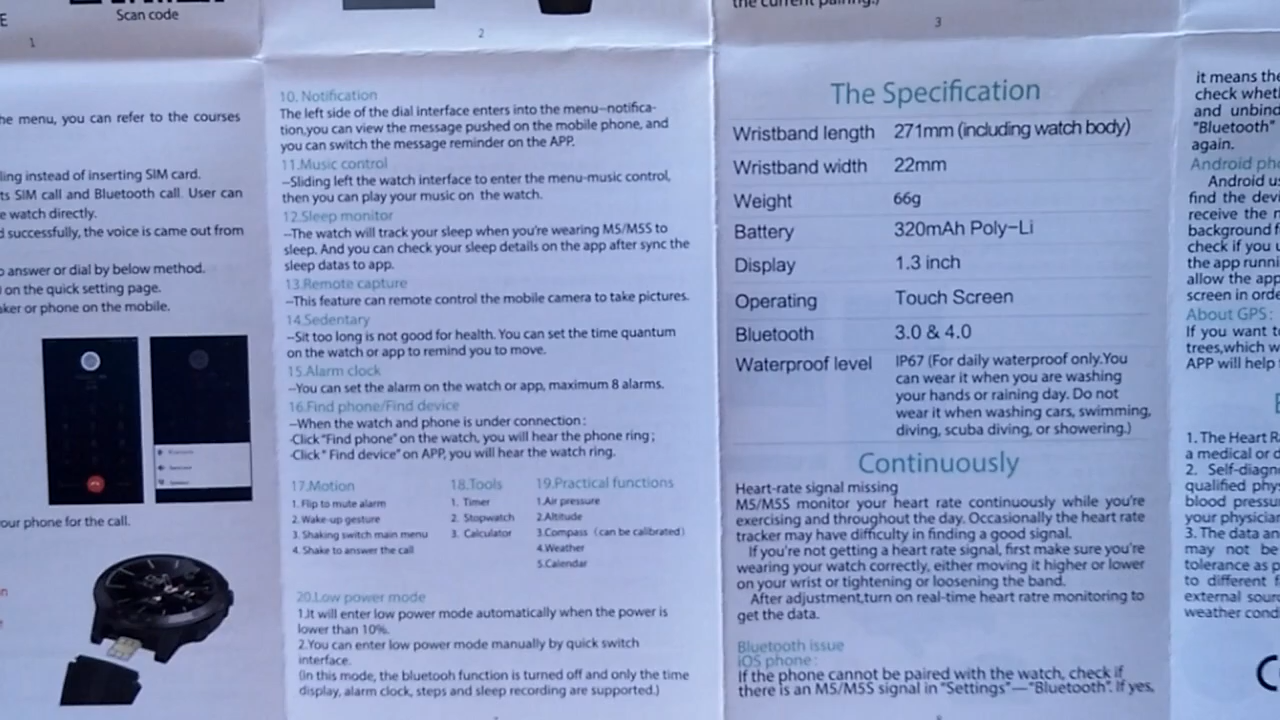 E
Scan code
1
he menu, you can refer to the courses
ling instead of inserting SIM card.
ts SIM call and Bluetooth call. User can
e watch directly.
d successfully, the voice is came out from
o answer or dial by below method.
) on the quick setting page.
aker or phone on the mobile.
our phone for the call.
2
10. Notification
The left side of the dial interface enters into the menu—notifica-
tion,you can view the message pushed on the mobile phone, and
you can switch the message reminder on the APP.
11.Music control
—Sliding left the watch interface to enter the menu-music control,
then you can play your music on the watch.
12.Sleep monitor
—The watch will track your sleep when you're wearing M5/M5S to
sleep. And you can check your sleep details on the app after sync the
sleep datas to app.
13.Remote capture
—This feature can remote control the mobile camera to take pictures.
14.Sedentary
—Sit too long is not good for health. You can set the time quantum
on the watch or app to remind you to move.
15.Alarm clock
—You can set the alarm on the watch or app, maximum 8 alarms.
16.Find phone/Find device
—When the watch and phone is under connection:
·Click "Find phone" on the watch, you will hear the phone ring;
·Click " Find device" on APP, you will hear the watch ring.
17.Motion
1. Flip to mute alarm
2. Wake-up gesture
3. Shaking switch main menu
4. Shake to answer the call
18.Tools
1. Timer
2. Stopwatch
3. Calculator
19.Practical functions
1.Air pressure
2.Altitude
3.Compass (can be calibrated)
4.Weather
5.Calendar
20.Low power mode
1.It will enter low power mode automatically when the power is
lower than 10%.
2.You can enter low power mode manually by quick switch
interface.
(In this mode, the bluetooh function is turned off and only the time
display, alarm clock, steps and sleep recording are supported.)
the current pairing.)
3
The Specification
Wristband length 271mm (including watch body)
Wristband width 22mm
Weight 66g
Battery 320mAh Poly-Li
Display 1.3 inch
Operating Touch Screen
Bluetooth 3.0 & 4.0
Waterproof level IP67 (For daily waterproof only.You
can wear it when you are washing
your hands or raining day. Do not
wear it when washing cars, swimming,
diving, scuba diving, or showering.)
Continuously
Heart-rate signal missing
M5/M5S monitor your heart rate continuously while you're
exercising and throughout the day. Occasionally the heart rate
tracker may have difficulty in finding a good signal.
If you're not getting a heart rate signal, first make sure you're
wearing your watch correctly, either moving it higher or lower
on your wrist or tightening or loosening the band.
After adjustment,turn on real-time heart ratre monitoring to
get the data.
Bluetooth issue
iOS phone:
If the phone cannot be paired with the watch, check if
there is an M5/M5S signal in "Settings"—"Bluetooth". If yes,
it means the
check wheth
and unbind
"Bluetooth"
again.
Android pho
Android us
find the devi
receive the n
background f
check if you u
the app runni
allow the app
screen in orde
About GPS:
If you want to
trees,which w
APP will help
1. The Heart Ra
a medical or d
2. Self-diagn
qualified phys
blood pressur
your physician
3. The data an
may not be
tolerance as p
to different f
external sour
weather cond